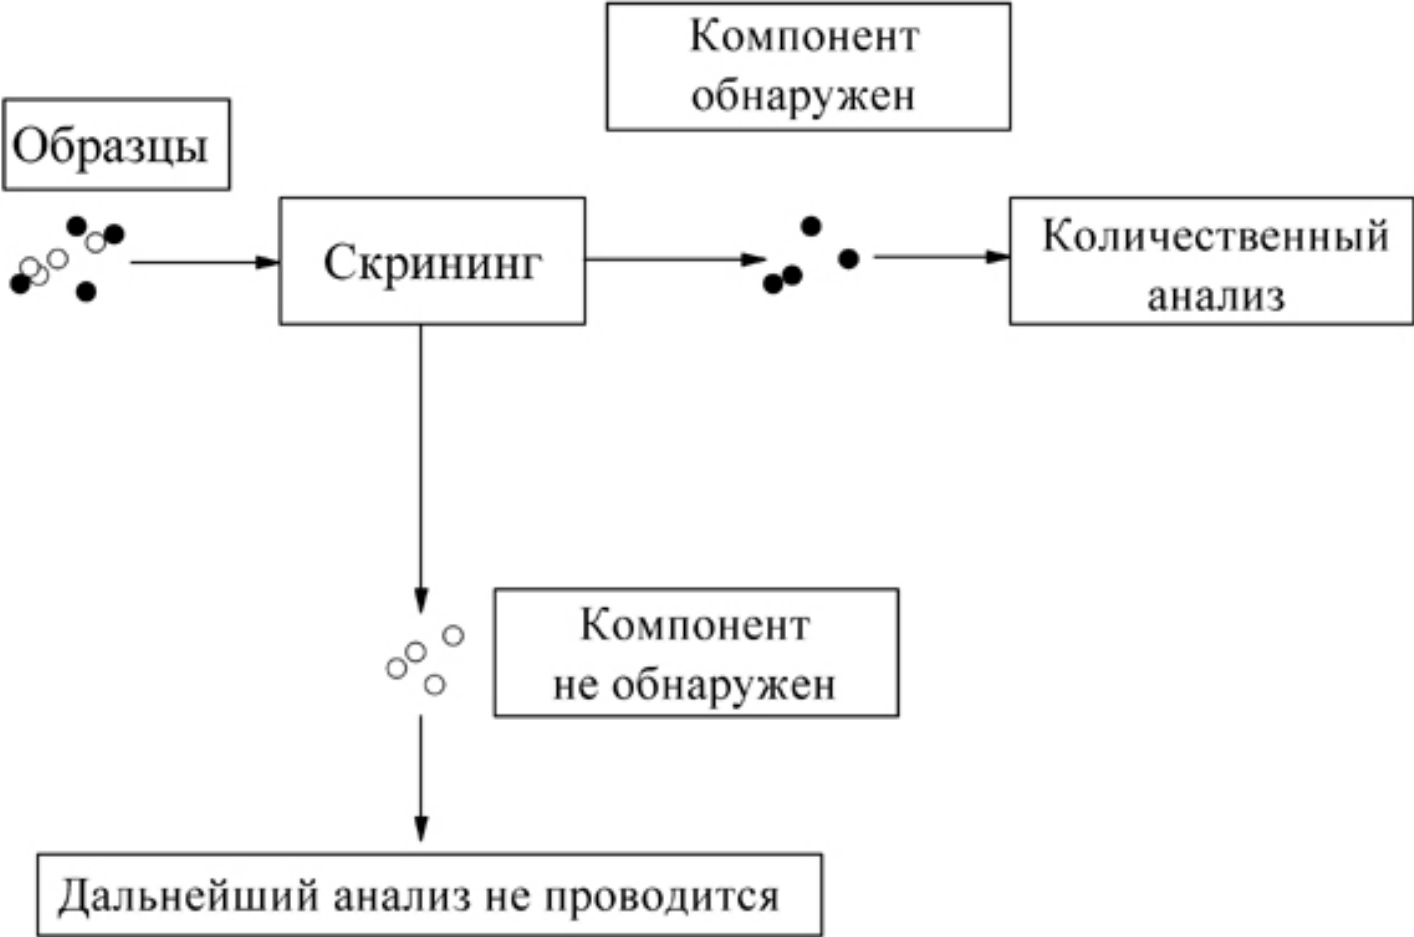 Компонент
обнаружен
Образцы
Скрининг
Количественный
анализ
Компонент
не обнаружен
Дальнейший анализ не проводится